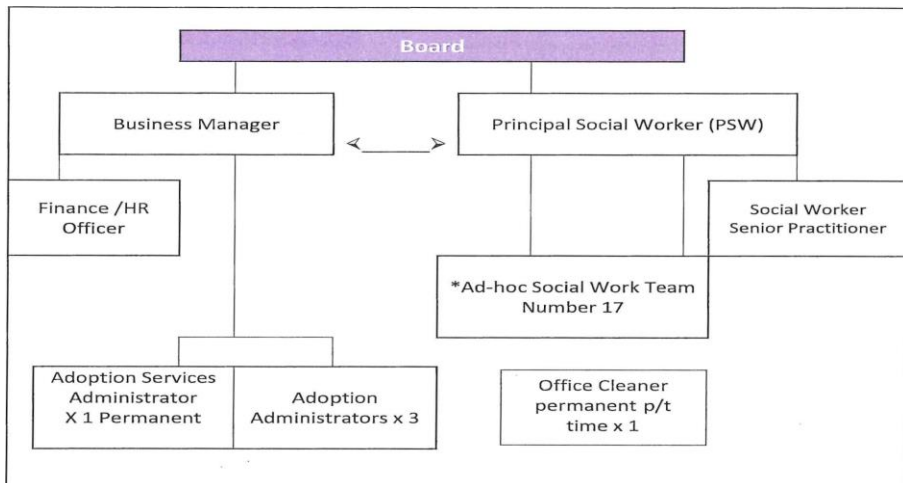 Board
Business Manager
Principal Social Worker (PSW)
Finance /HR
Officer
Social Worker
Senior Practitioner
*Ad-hoc Social Work Team
Number 17
Adoption Services
Administrator
X 1 Permanent
Adoption
Administrators x 3
Office Cleaner
permanent p/t
time x 1